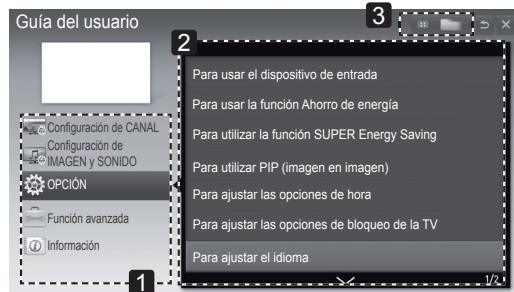 Guía del usuario
3
2
Para usar el dispositivo de entrada
Para usar la función Ahorro de energía
Para utilizar la función SUPER Energy Saving
Para utilizar PIP (imagen en imagen)
Para ajustar las opciones de hora
Para ajustar las opciones de bloqueo de la TV
Para ajustar el idioma
1/2
Configuración de CANAL
Configuración de
IMAGEN y SONIDO
OPCIÓN
Función avanzada
Información
1